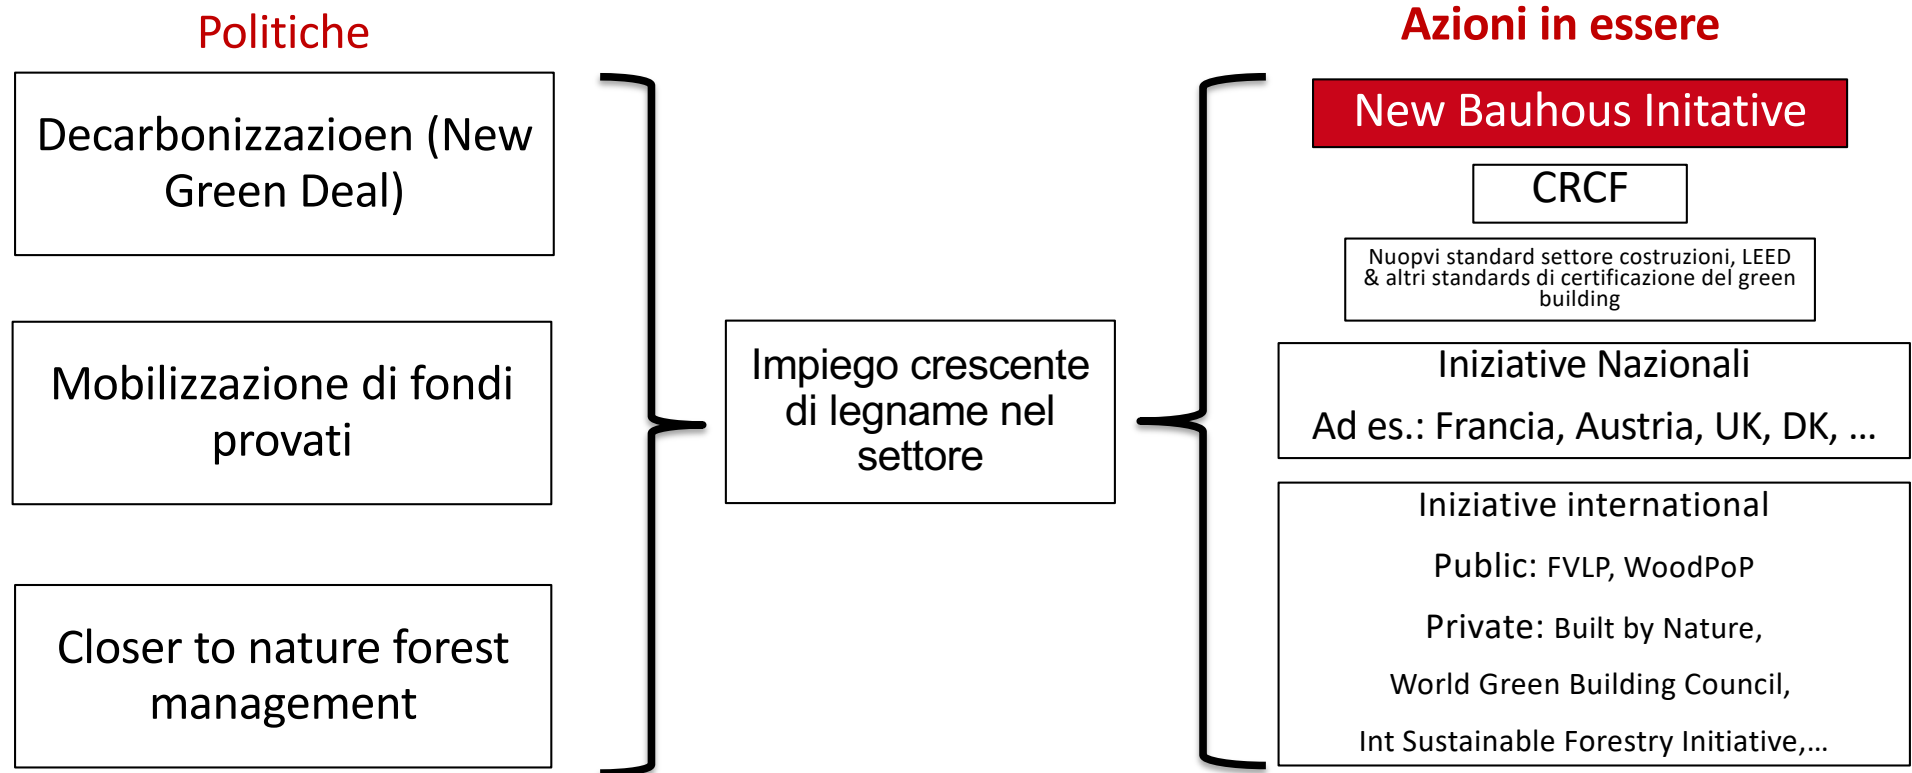 Politiche
Decarbonizzazioen (New
Green Deal)
Mobilizzazione di fondi
provati
Closer to nature forest
management
Impiego crescente
di legname nel
settore
Azioni in essere
New Bauhous Initative
CRCF
Nuopvi standard settore costruzioni, LEED
& altri standards di certificazione del green
building
Iniziative Nazionali
Ad es.: Francia, Austria, UK, DK, ...
Iniziative international
Public: FVLP, WoodPoP
Private: Built by Nature,
World Green Building Council,
Int Sustainable Forestry Initiative,...